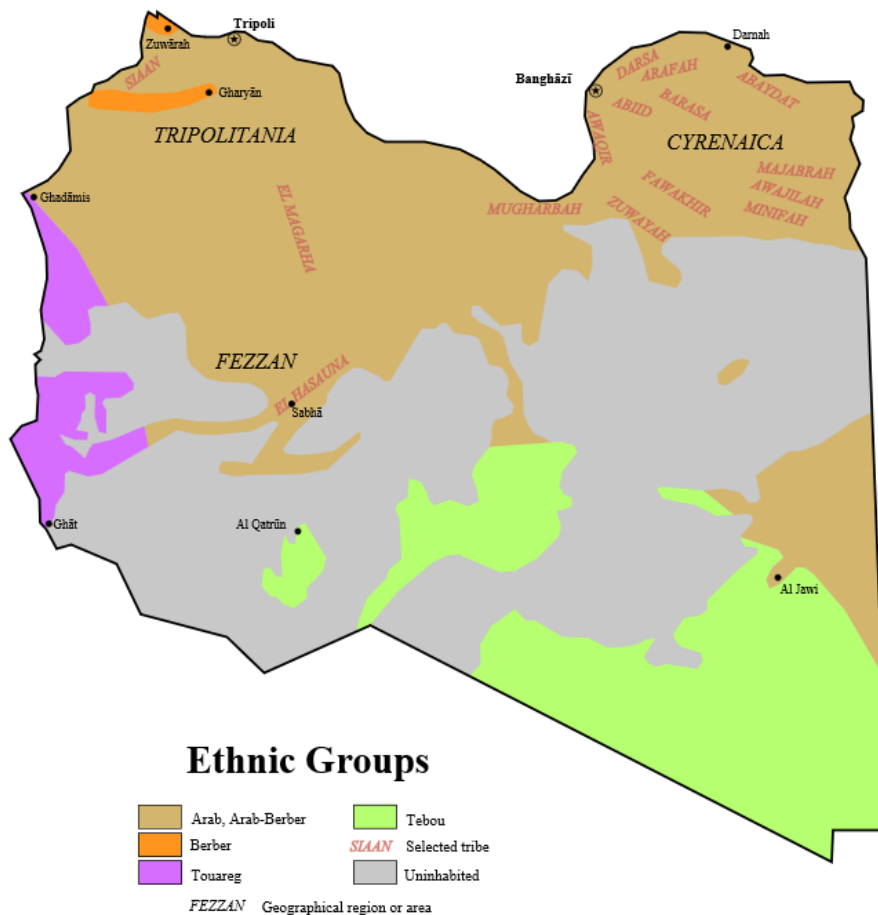 Tripoli
Zuwārah
Darnah
SIAAN
DARSA
ARAFAH
ABAYDAT
Banghāzī
Gharyān
ABIID
BARASA
TRIPOLITANIA
AWAQIR
CYRENAICA
MAJABRAH
Ghadāmis
EL MAGARHA
MUGHARBAH
ZUWAYAH
FAWAKHIR
AWAJILAH
MINIFAH
FEZZAN
EL HASAUNA
Sabhā
Ghāt
Al Qatrūn
Al Jawi
Ethnic Groups
Arab, Arab-Berber
Tebou
Berber
SIAAN Selected tribe
Touareg
Uninhabited
FEZZAN Geographical region or area